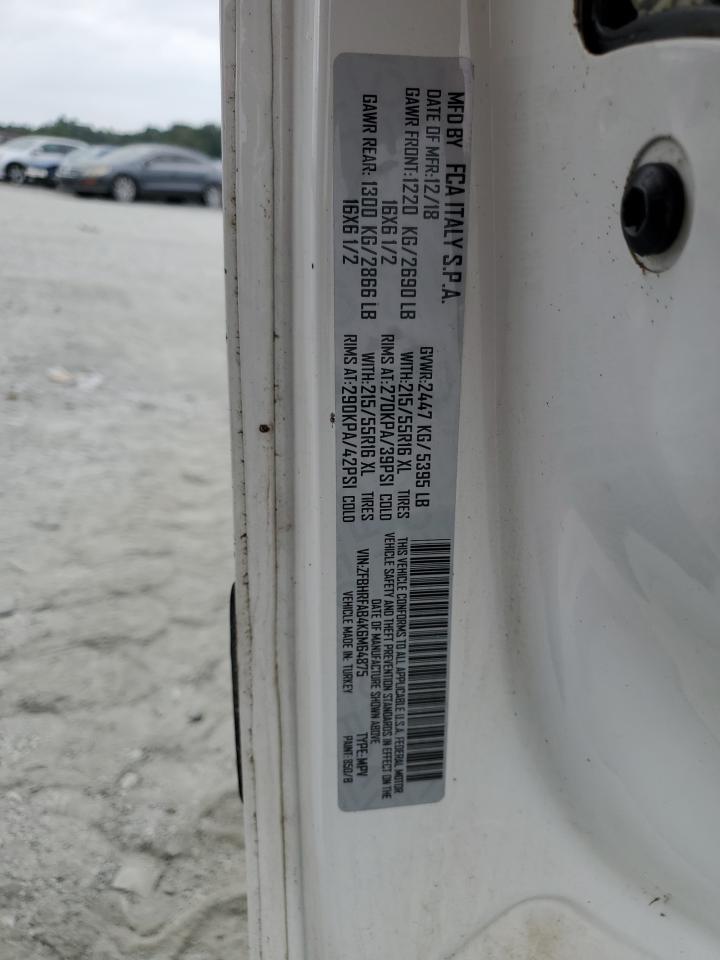 MFD BY FCA ITALY S.P.A.
DATE OF MFR:12/18 GVWR:2447 KG/5395 LB
GAWR FRONT:1220 KG/2690 LB WITH:215/55R16 XL TIRES
16X6 1/2 RIMS AT:270KPA/39PSI COLD
GAWR REAR: 1300 KG/2866 LB WITH:215/55R16 XL TIRES
16X6 1/2 RIMS AT:290KPA/42PSI COLD
THIS VEHICLE CONFORMS TO ALL APPLICABLE U.S.A. FEDERAL MOTOR
VEHICLE SAFETY AND THEFT PREVENTION STANDARDS IN EFFECT ON THE
DATE OF MANUFACTURE SHOWN ABOVE
VIN:ZFBHRFAB4K6M64875 TYPE:MPV
VEHICLE MADE IN: TURKEY PAINT: 850/B